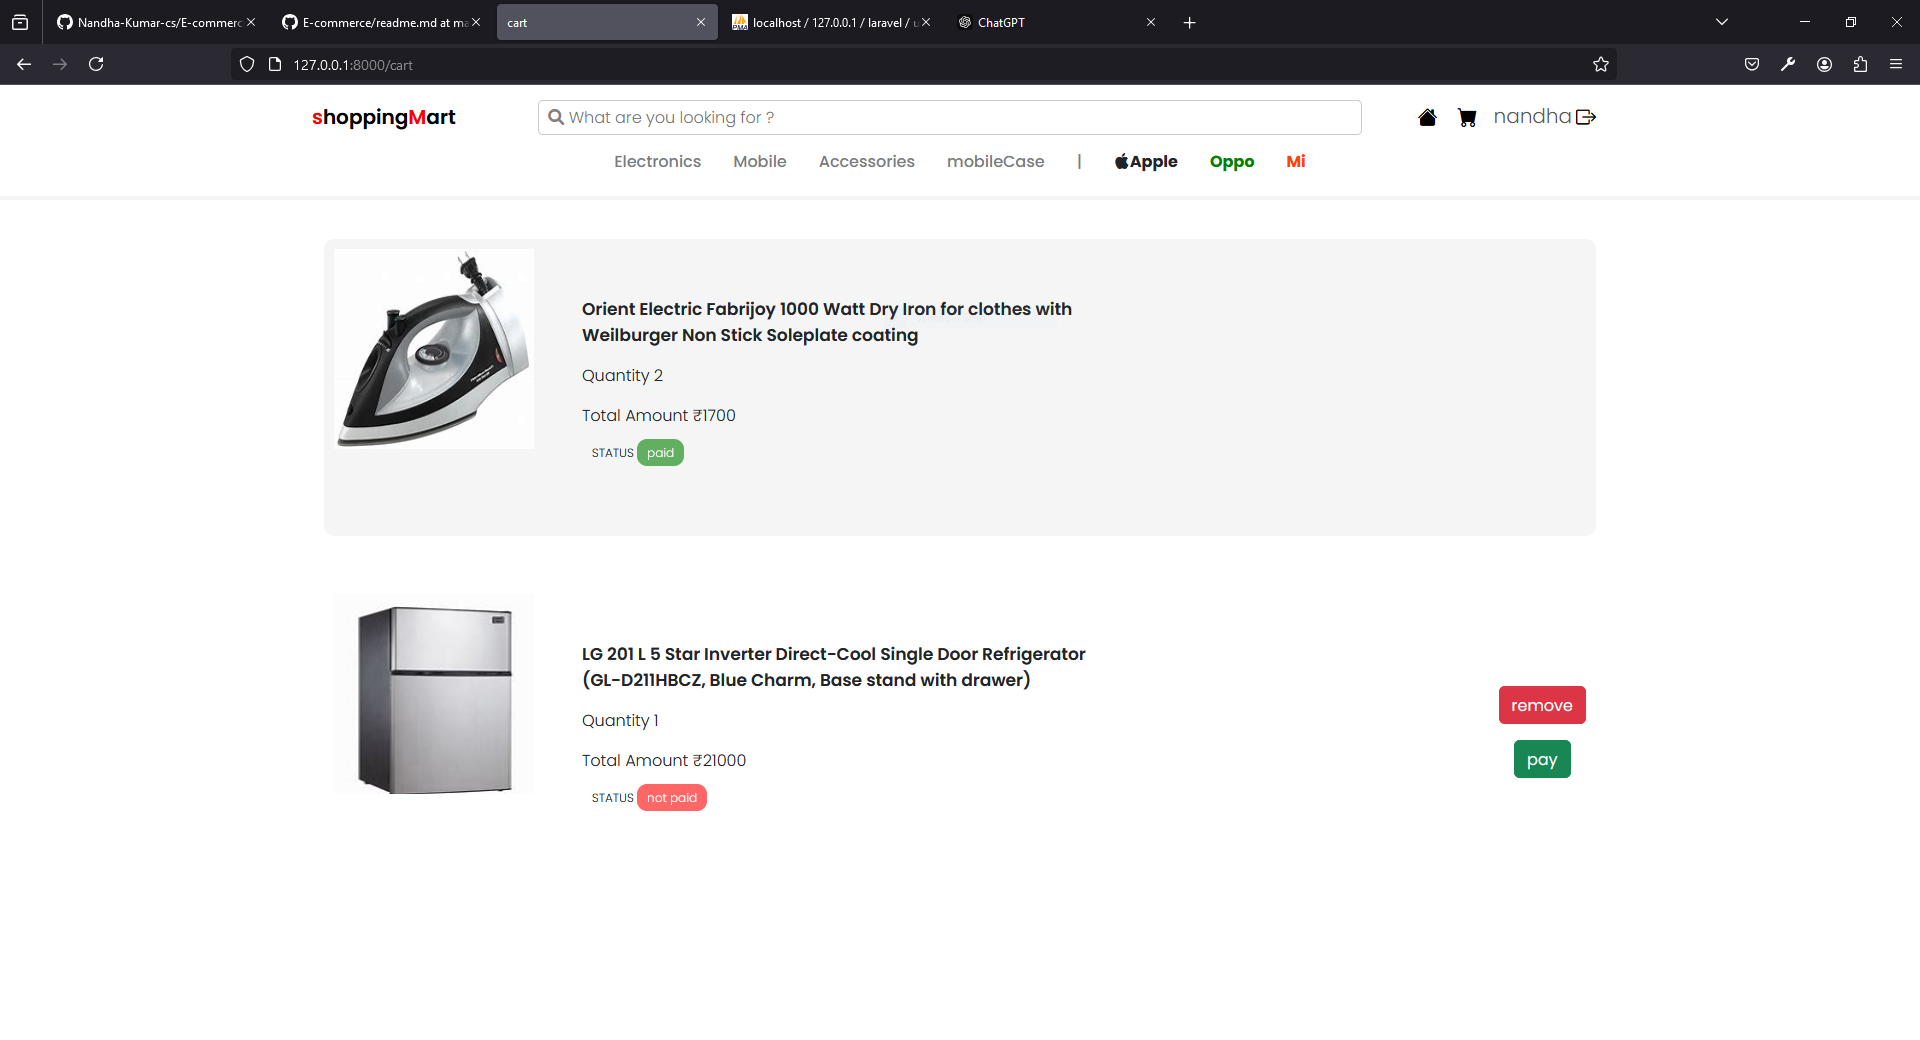 Nandha-Kumar-cs/E-commerc
E-commerce/readme.md at ma
cart
localhost / 127.0.0.1 / laravel / u
ChatGPT
127.0.0.1:8000/cart
shoppingMart
What are you looking for ?
nandha
Electronics Mobile Accessories mobileCase | Apple Oppo Mi
Orient Electric Fabrijoy 1000 Watt Dry Iron for clothes with
Weilburger Non Stick Soleplate coating
Quantity 2
Total Amount ₹1700
STATUS paid
LG 201 L 5 Star Inverter Direct-Cool Single Door Refrigerator
(GL-D211HBCZ, Blue Charm, Base stand with drawer)
Quantity 1
Total Amount ₹21000
STATUS not paid
remove
pay